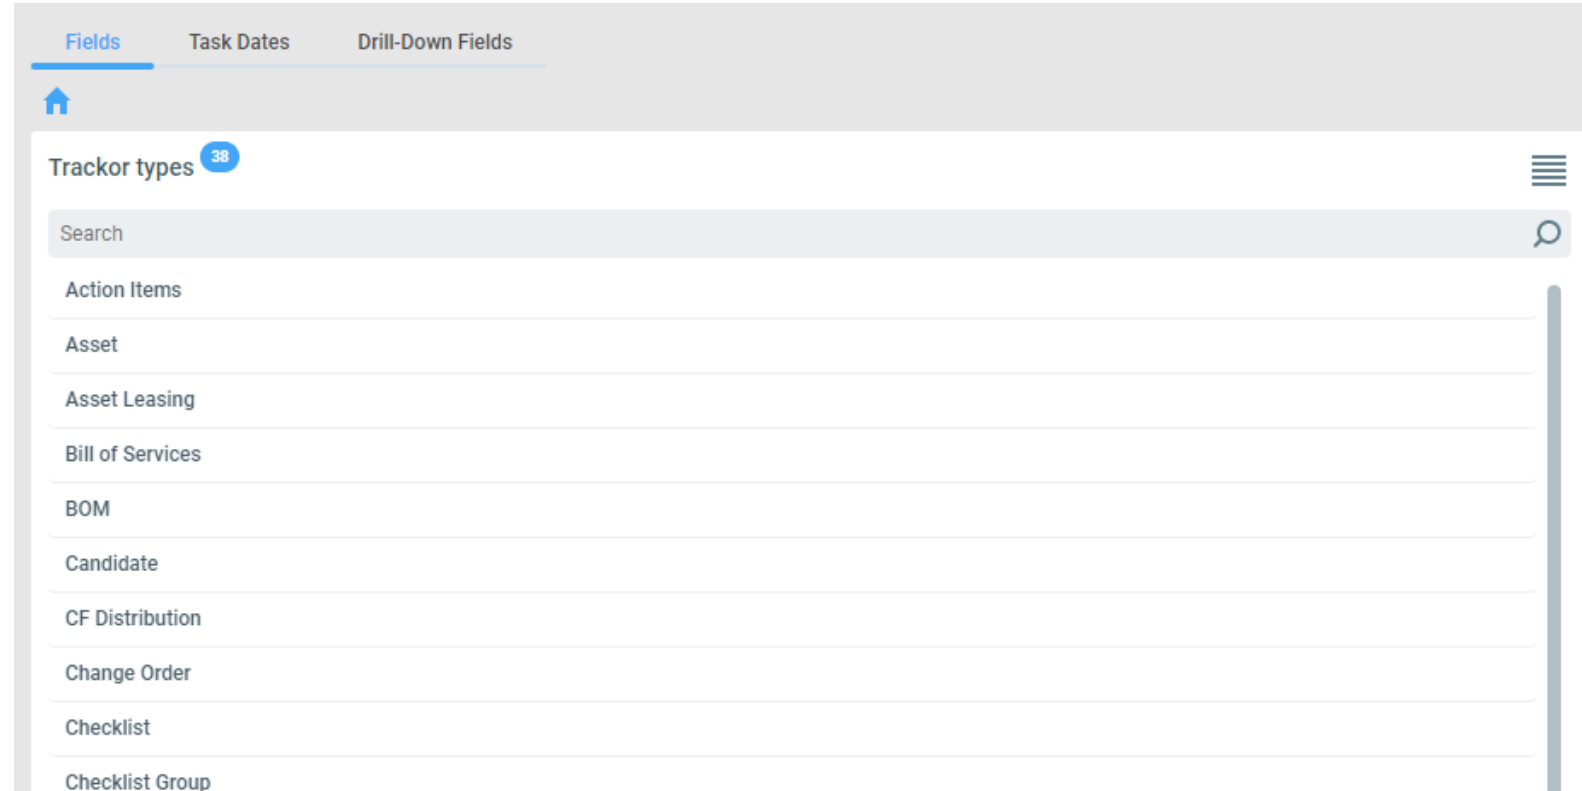 Fields Task Dates Drill-Down Fields
Trackor types 38
Search
Action Items
Asset
Asset Leasing
Bill of Services
BOM
Candidate
CF Distribution
Change Order
Checklist
Checklist Group